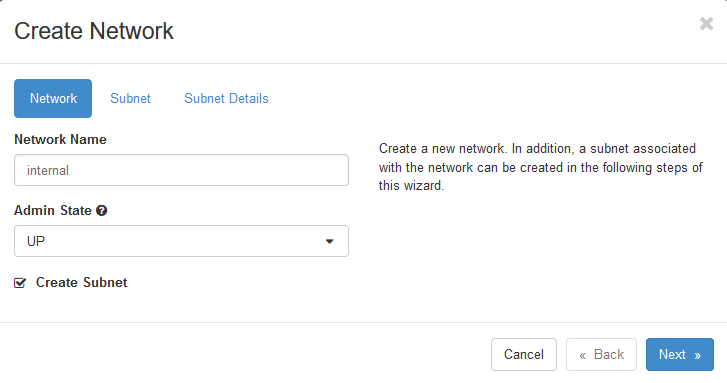 Create Network
Network
Subnet
Subnet Details
Network Name
internal
Create a new network. In addition, a subnet associated
with the network can be created in the following steps of
this wizard.
Admin State
UP
Create Subnet
Cancel
« Back
Next »